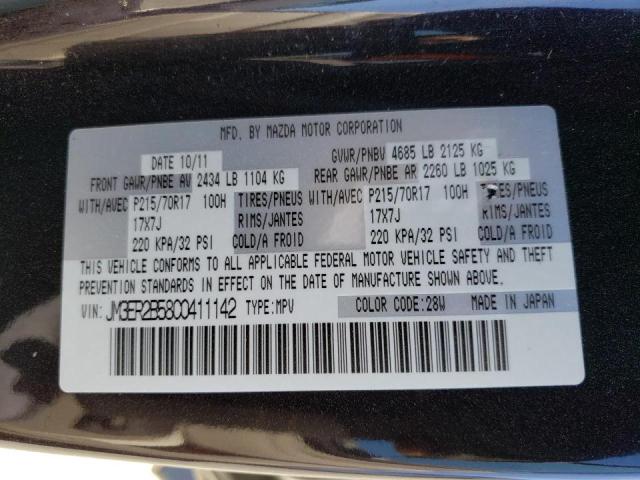 MFD. BY MAZDA MOTOR CORPORATION
DATE 10/11 GVWR/PNBV 4685 LB 2125 KG
FRONT GAWR/PNBE AV 2434 LB 1104 KG REAR GAWR/PNBE AR 2260 LB 1025 KG
WITH/AVEC P215/70R17 100H TIRES/PNEUS WITH/AVEC P215/70R17 100H TIRES/PNEUS
17X7J RIMS/JANTES 17X7J RIMS/JANTES
220 KPA/32 PSI COLD/A FROID 220 KPA/32 PSI COLD/A FROID
THIS VEHICLE CONFORMS TO ALL APPLICABLE FEDERAL MOTOR VEHICLE SAFETY AND THEFT
PREVENTION STANDARDS IN EFFECT ON THE DATE OF MANUFACTURE SHOWN ABOVE.
VIN: JM3ER2B58C0411142 TYPE:MPV COLOR CODE:28W MADE IN JAPAN